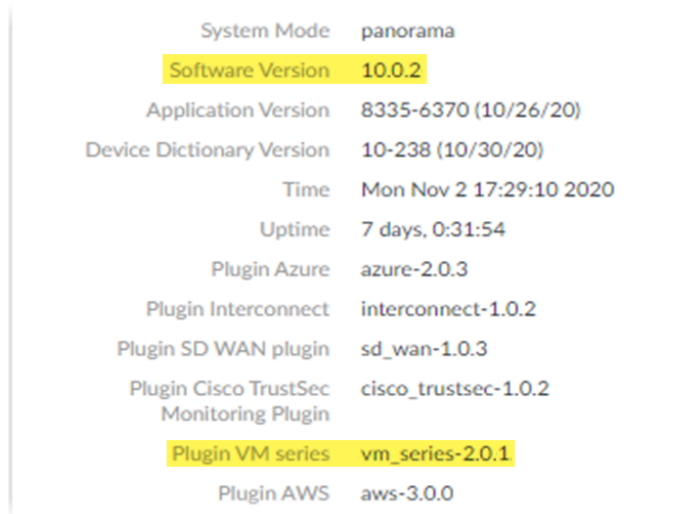 System Mode panorama
Software Version 10.0.2
Application Version 8335-6370 (10/26/20)
Device Dictionary Version 10-238 (10/30/20)
Time Mon Nov 2 17:29:10 2020
Uptime 7 days, 0:31:54
Plugin Azure azure-2.0.3
Plugin Interconnect interconnect-1.0.2
Plugin SD WAN plugin sd_wan-1.0.3
Plugin Cisco TrustSec cisco_trustsec-1.0.2
Monitoring Plugin
Plugin VM series vm_series-2.0.1
Plugin AWS aws-3.0.0